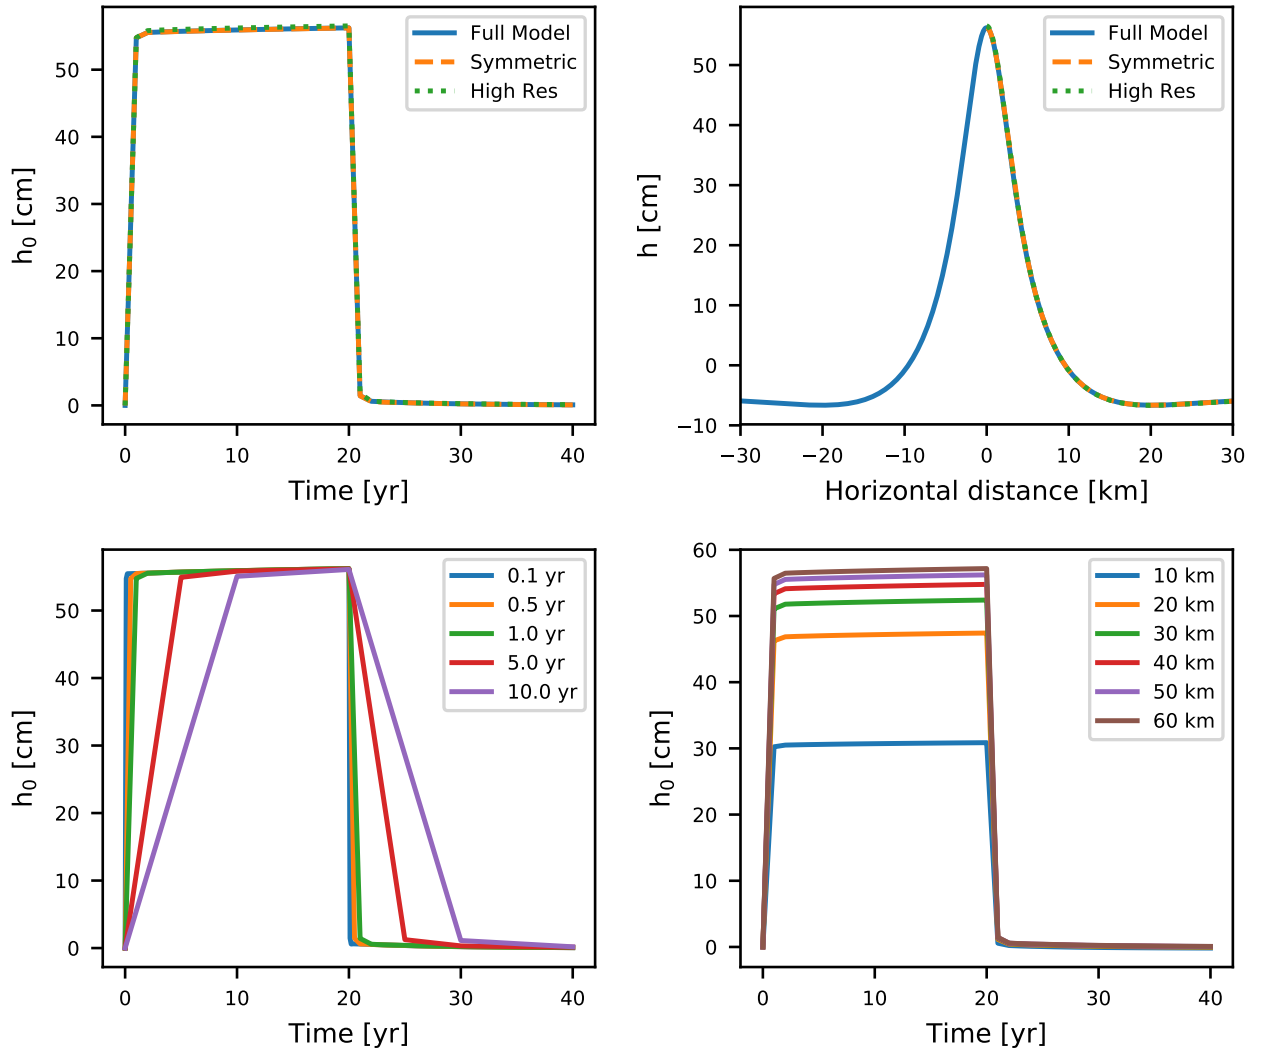 50
40
30
20
10
0
h0 [cm]
0 10 20 30 40
Time [yr]
Full Model
Symmetric
High Res
50
40
30
20
10
0
−10
h [cm]
−30 −20 −10 0 10 20 30
Horizontal distance [km]
Full Model
Symmetric
High Res
50
40
30
20
10
0
h0 [cm]
0 10 20 30 40
Time [yr]
0.1 yr
0.5 yr
1.0 yr
5.0 yr
10.0 yr
60
50
40
30
20
10
0
h0 [cm]
0 10 20 30 40
Time [yr]
10 km
20 km
30 km
40 km
50 km
60 km